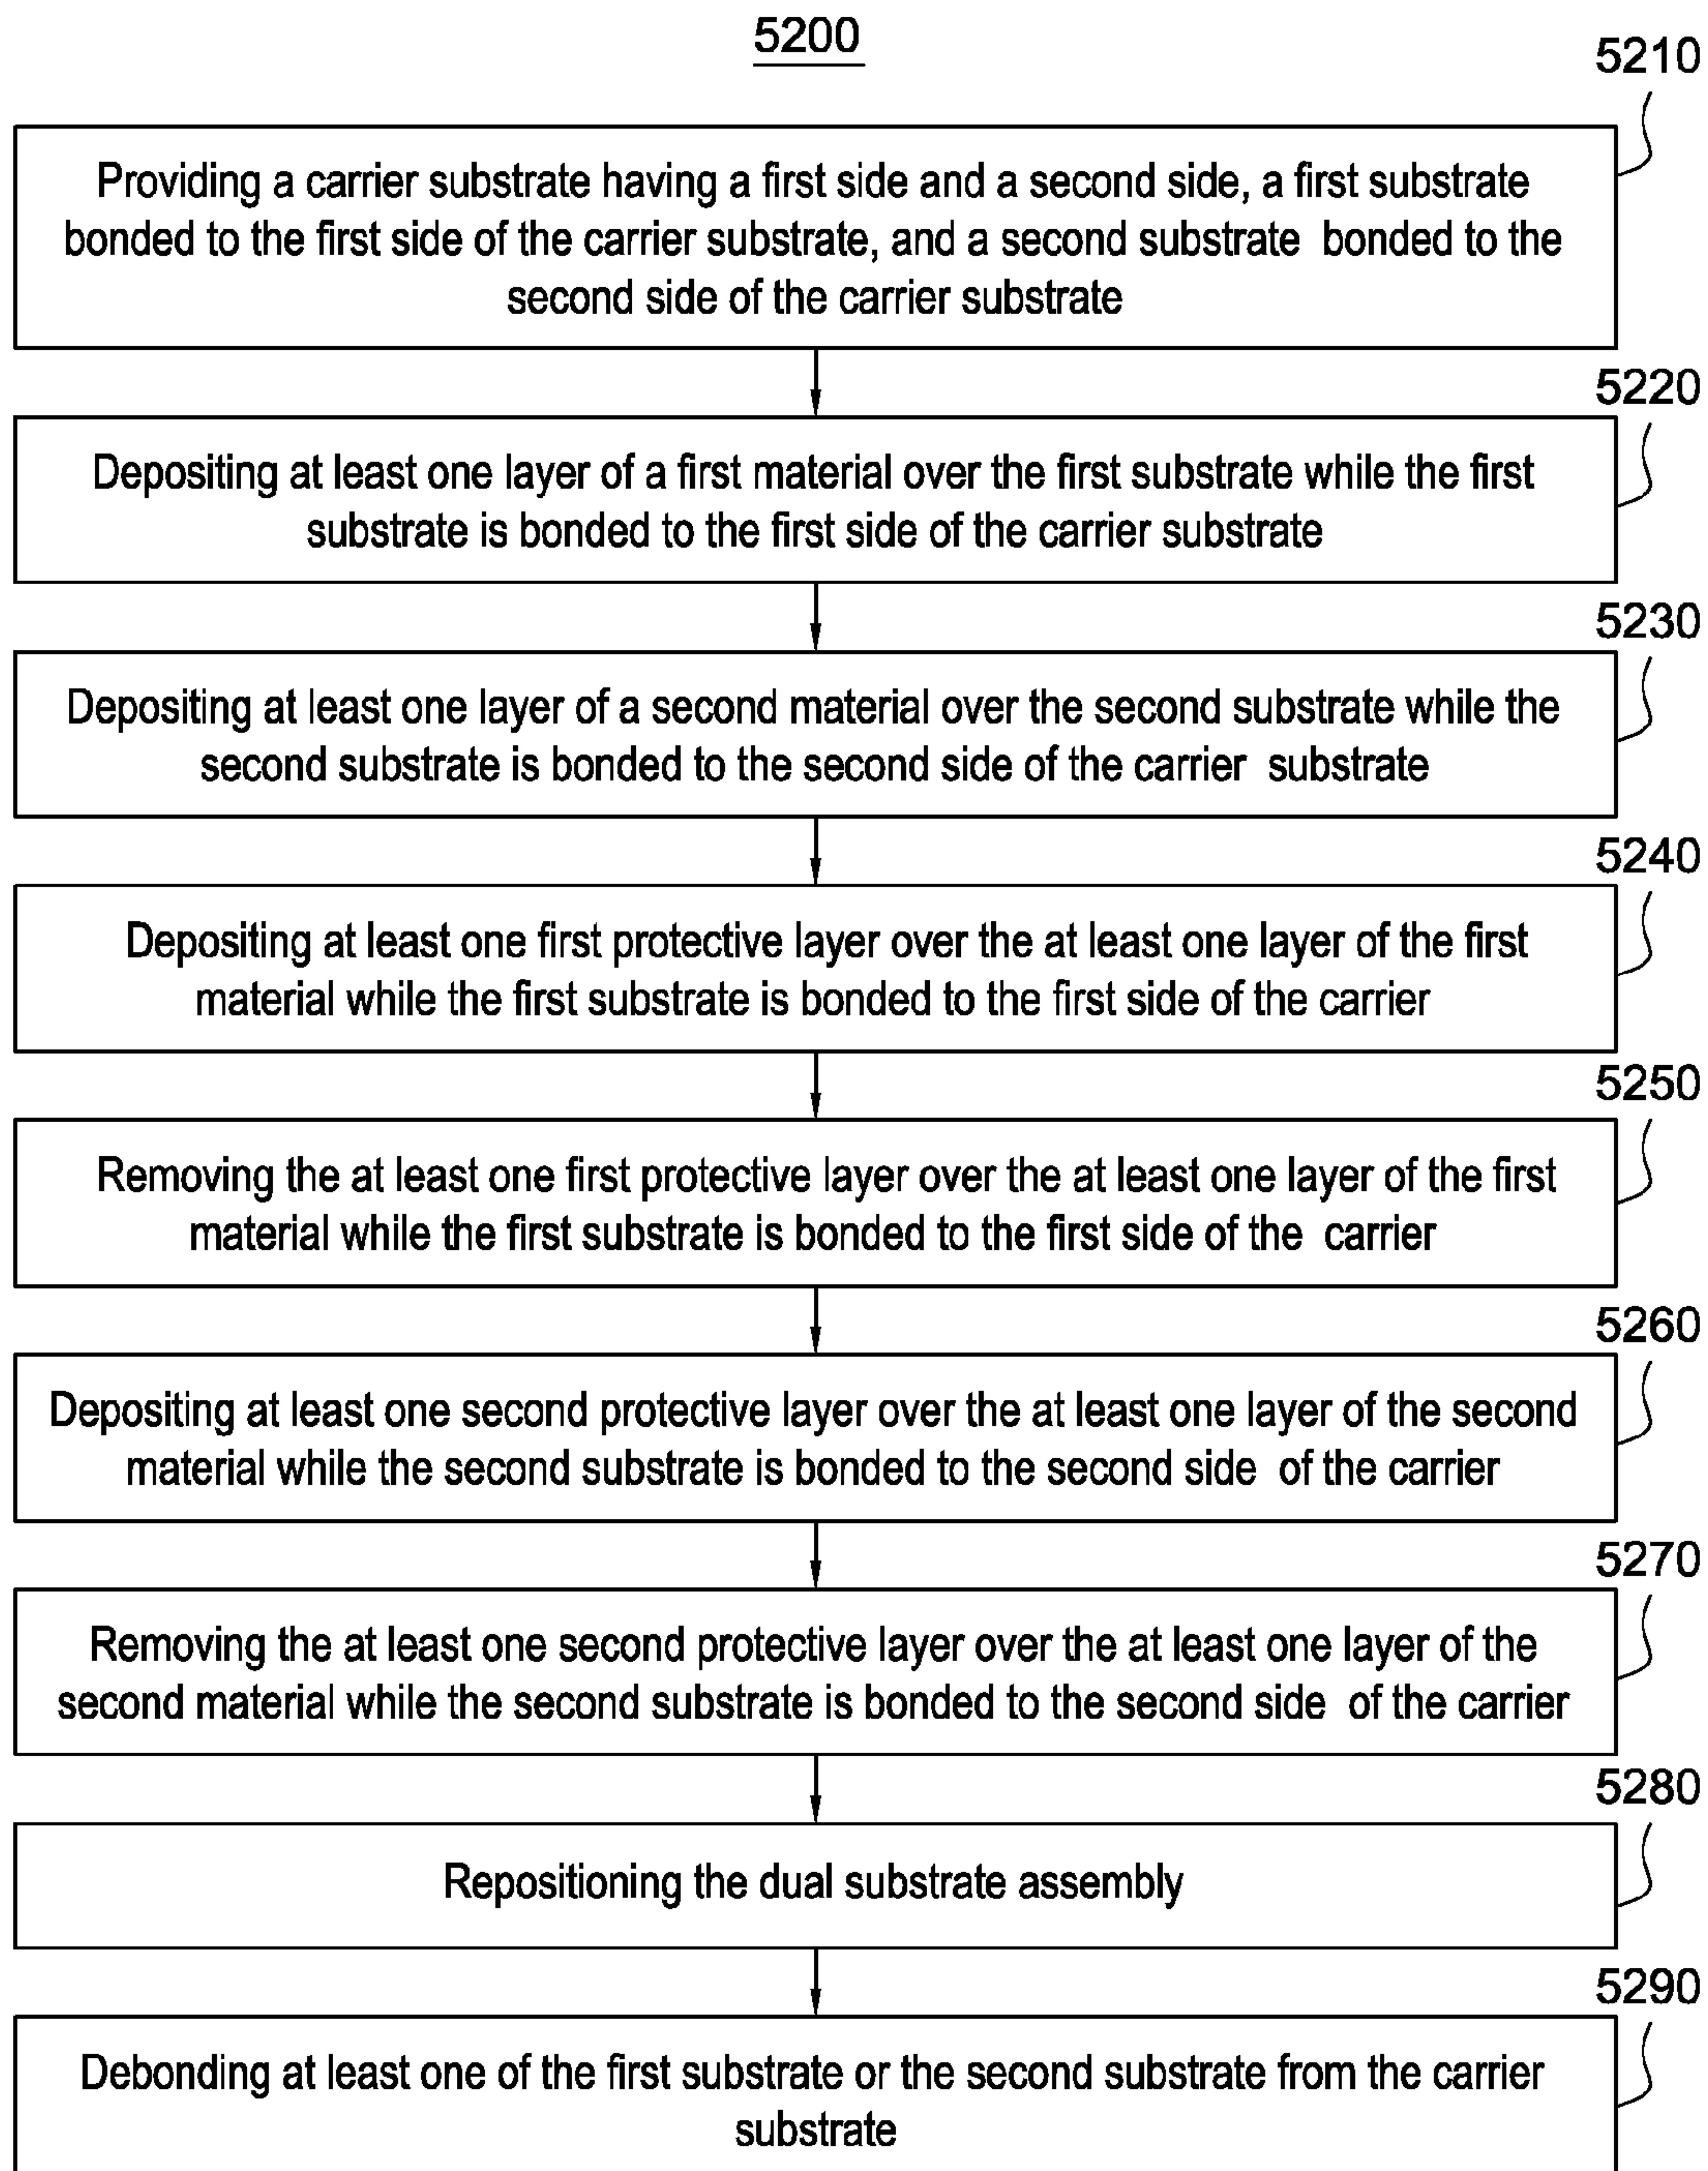 5200
5210
Providing a carrier substrate having a first side and a second side, a first substrate
bonded to the first side of the carrier substrate, and a second substrate bonded to the
second side of the carrier substrate
5220
Depositing at least one layer of a first material over the first substrate while the first
substrate is bonded to the first side of the carrier substrate
5230
Depositing at least one layer of a second material over the second substrate while the
second substrate is bonded to the second side of the carrier substrate
5240
Depositing at least one first protective layer over the at least one layer of the first
material while the first substrate is bonded to the first side of the carrier
5250
Removing the at least one first protective layer over the at least one layer of the first
material while the first substrate is bonded to the first side of the carrier
5260
Depositing at least one second protective layer over the at least one layer of the second
material while the second substrate is bonded to the second side of the carrier
5270
Removing the at least one second protective layer over the at least one layer of the
second material while the second substrate is bonded to the second side of the carrier
5280
Repositioning the dual substrate assembly
5290
Debonding at least one of the first substrate or the second substrate from the carrier
substrate